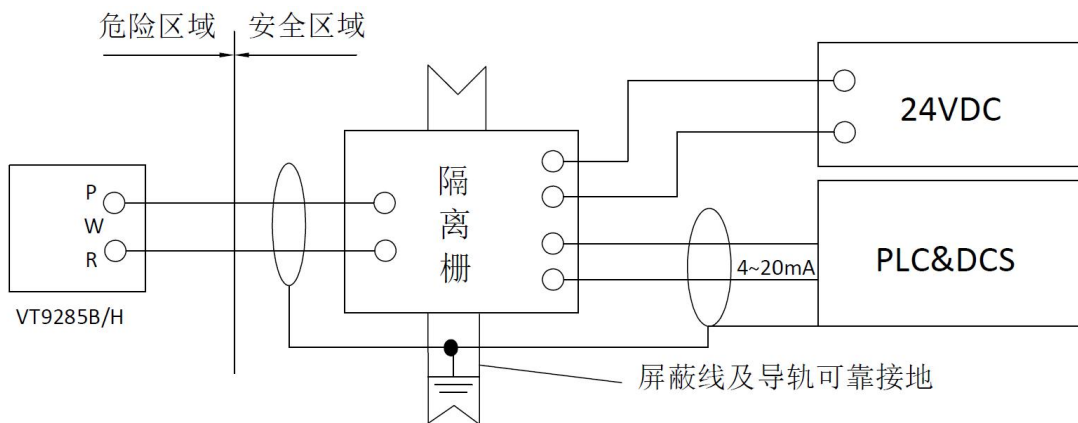 危险区域
安全区域
24VDC
P
W
R
隔
离
栅
4~20mA
PLC&DCS
VT9285B/H
屏蔽线及导轨可靠接地